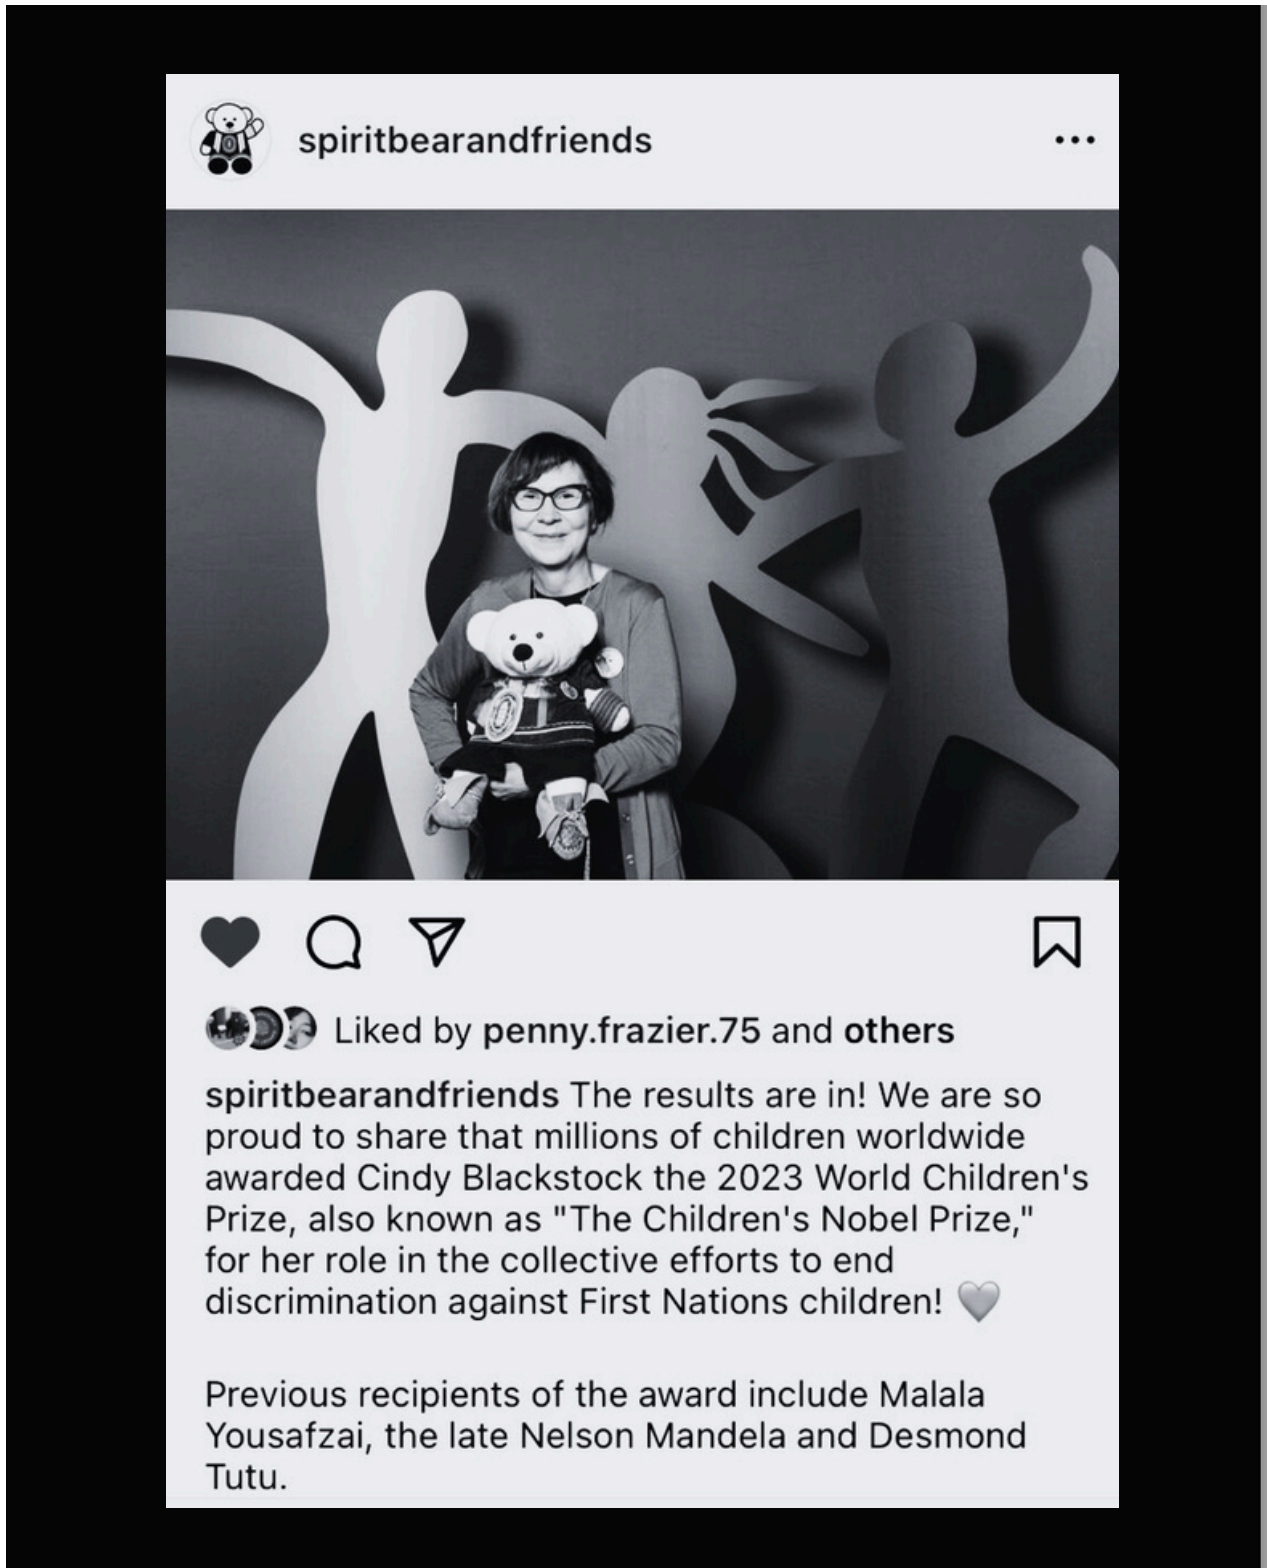 spiritbearandfriends
Liked by penny.frazier.75 and others
spiritbearandfriends The results are in! We are so
proud to share that millions of children worldwide
awarded Cindy Blackstock the 2023 World Children's
Prize, also known as "The Children's Nobel Prize,"
for her role in the collective efforts to end
discrimination against First Nations children! 🩶
Previous recipients of the award include Malala
Yousafzai, the late Nelson Mandela and Desmond
Tutu.